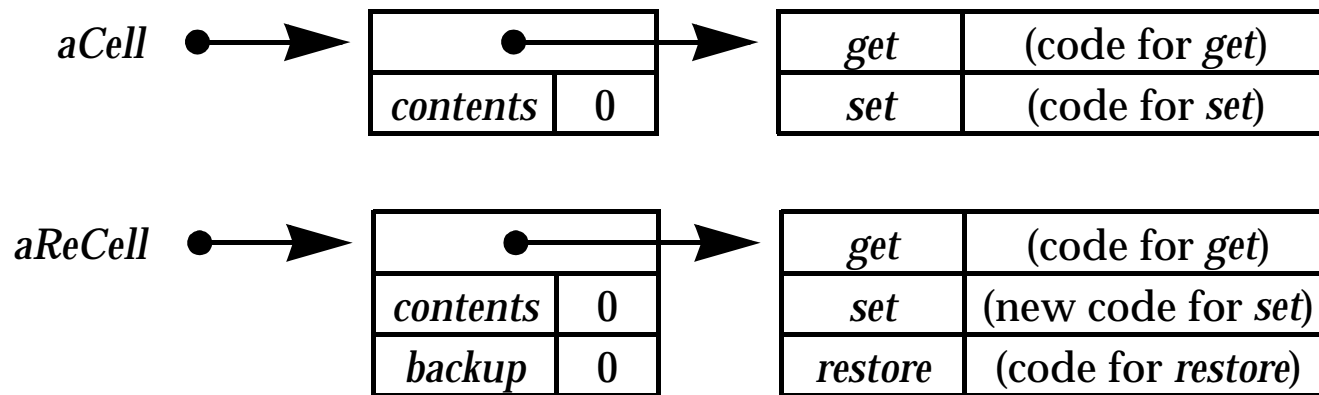 aCell get (code for get)
contents 0 set (code for set)
aReCell get (code for get)
contents 0 set (new code for set)
backup 0 restore (code for restore)